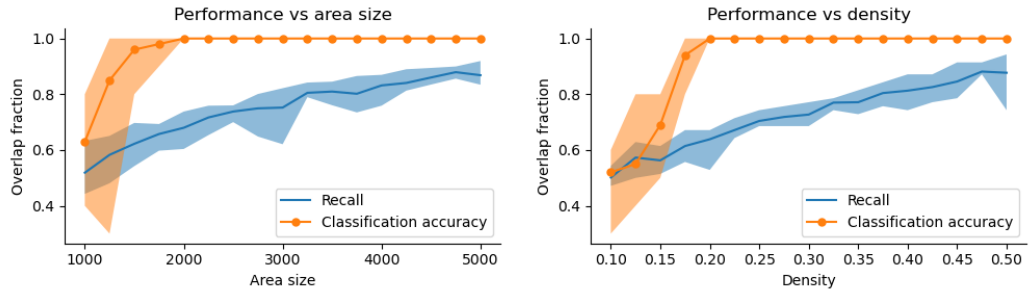 Performance vs area size
Overlap fraction
1.0
0.8
0.6
0.4
1000
2000
3000
4000
5000
Area size
Recall
Classification accuracy
Performance vs density
Overlap fraction
1.0
0.8
0.6
0.4
0.10
0.15
0.20
0.25
0.30
0.35
0.40
0.45
0.50
Density
Recall
Classification accuracy